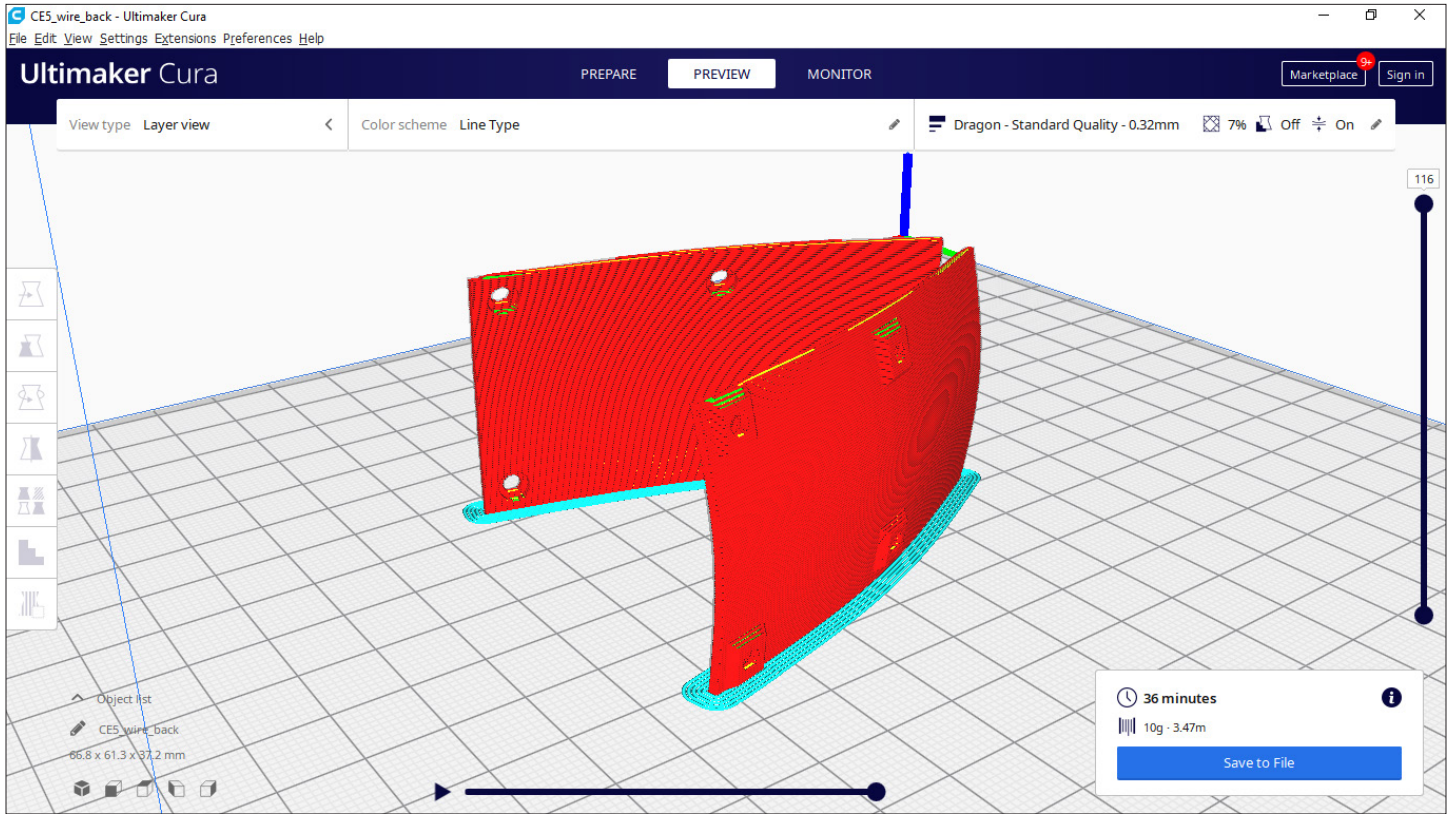 CE5_wire_back - Ultimaker Cura
File Edit View Settings Extensions Preferences Help
Ultimaker Cura
PREPARE PREVIEW MONITOR
Marketplace 9+ Sign in
View type Layer view
Color scheme Line Type
Dragon - Standard Quality - 0.32mm 7% Off On
116
Object list
CE5_wire_back
66.8 x 61.3 x 37.2 mm
36 minutes
10g · 3.47m
Save to File